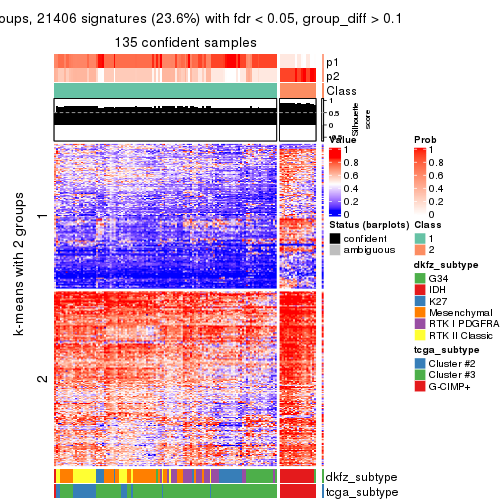 oups, 21406 signatures (23.6%) with fdr < 0.05, group_diff > 0.1
135 confident samples
p1
p2
Class
1
0.5
0
Silhouette
score
k-means with 2 groups
1
2
dkfz_subtype
tcga_subtype
Value
1
0.8
0.6
0.4
0.2
0
Prob
1
0.8
0.6
0.4
0.2
0
Status (barplots)
confident
ambiguous
Class
1
2
dkfz_subtype
G34
IDH
K27
Mesenchymal
RTK I PDGFRA
RTK II Classic
tcga_subtype
Cluster #2
Cluster #3
G-CIMP+